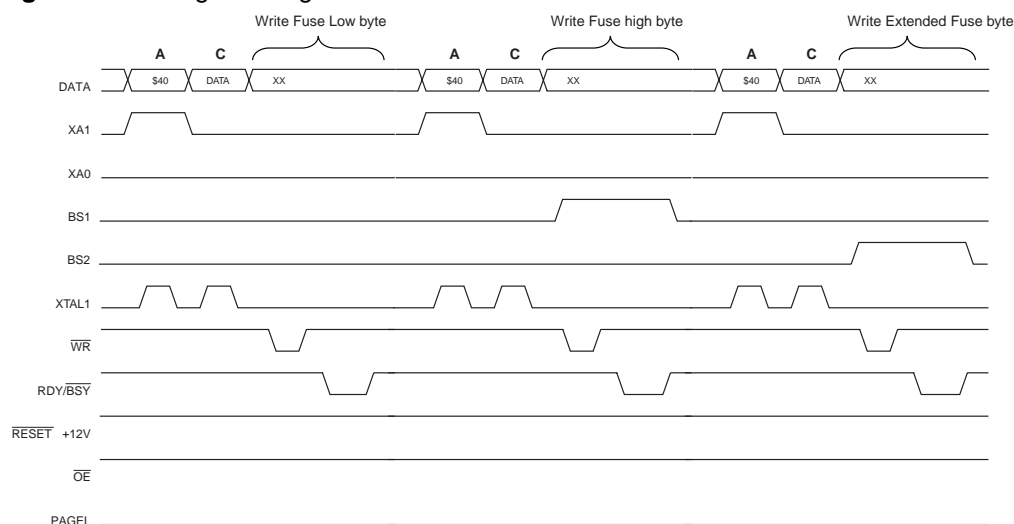 Write Fuse Low byte Write Fuse high byte Write Extended Fuse byte
A C A C A C
DATA $40 DATA XX $40 DATA XX $40 DATA XX
XA1
XA0
BS1
BS2
XTAL1
WR
RDY/BSY
RESET +12V
OE
PAGEL